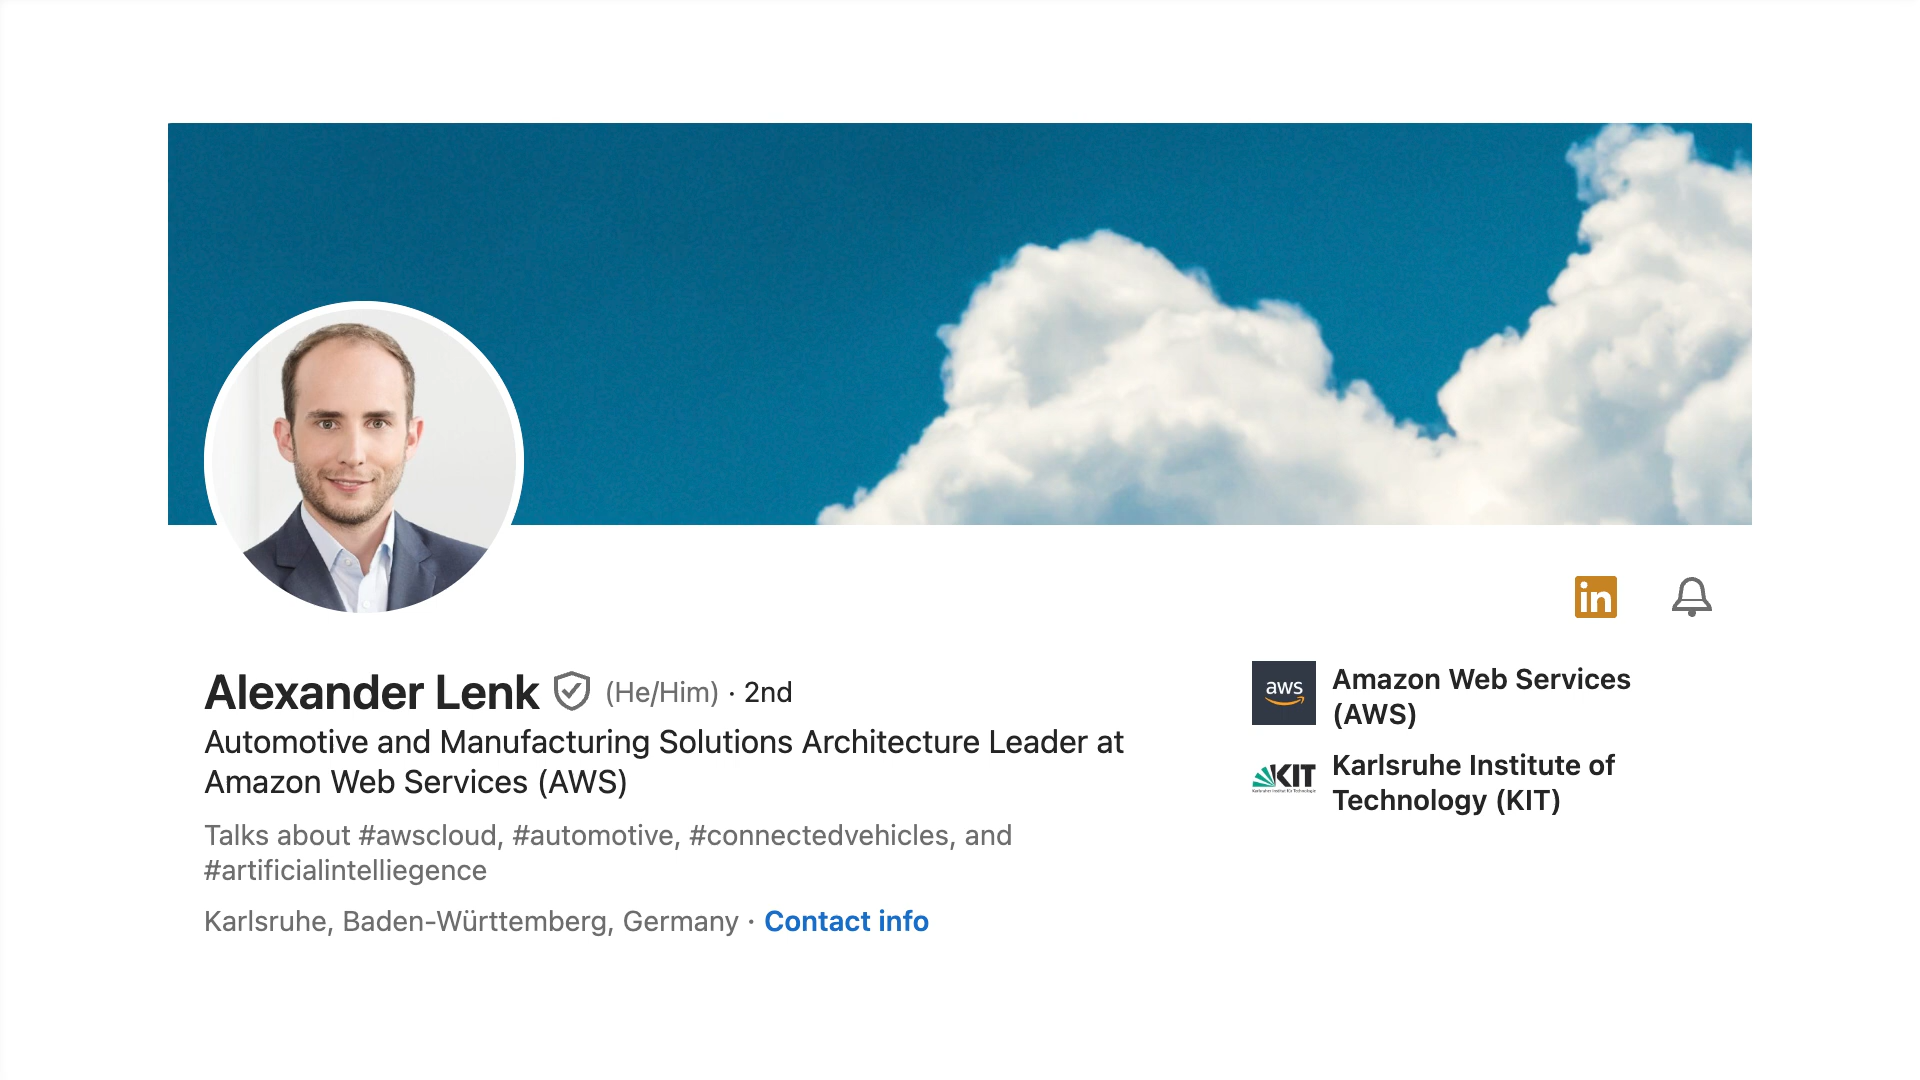 in
Alexander Lenk (He/Him) · 2nd
Automotive and Manufacturing Solutions Architecture Leader at
Amazon Web Services (AWS)
Talks about #awscloud, #automotive, #connectedvehicles, and
#artificialintelliegence
Karlsruhe, Baden-Württemberg, Germany · Contact info
aws
Amazon Web Services
(AWS)
KIT
Karlsruhe Institute of
Technology (KIT)